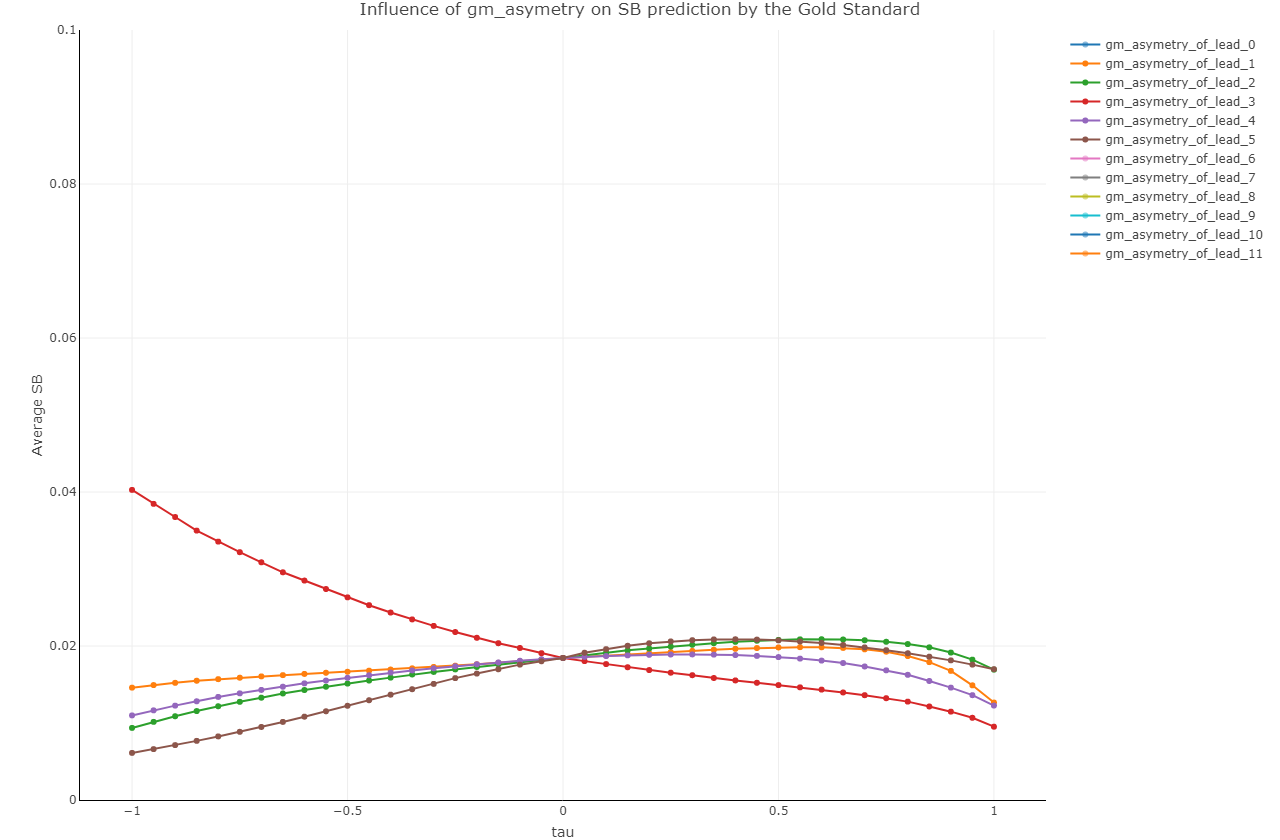 Influence of gm_asymetry on SB prediction by the Gold Standard
0.1
0.08
0.06
0.04
0.02
0
Average SB
−1
−0.5
0
0.5
1
tau
gm_asymetry_of_lead_0
gm_asymetry_of_lead_1
gm_asymetry_of_lead_2
gm_asymetry_of_lead_3
gm_asymetry_of_lead_4
gm_asymetry_of_lead_5
gm_asymetry_of_lead_6
gm_asymetry_of_lead_7
gm_asymetry_of_lead_8
gm_asymetry_of_lead_9
gm_asymetry_of_lead_10
gm_asymetry_of_lead_11